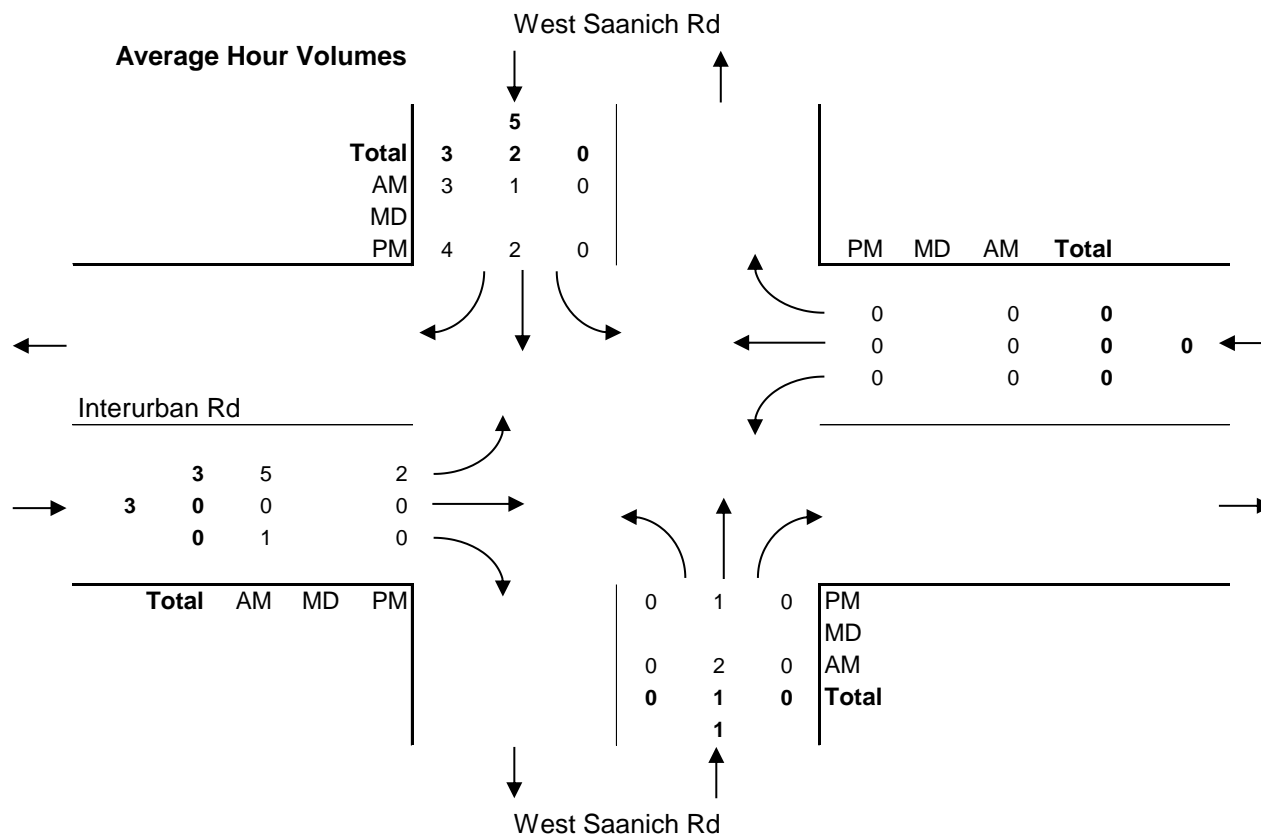 West Saanich Rd
Average Hour Volumes
5
Total 3 2 0
AM 3 1 0
MD
PM 4 2 0
PM MD AM Total
0 0 0
0 0 0 0
0 0 0
Interurban Rd
3 5 2
3 0 0 0
0 1 0
Total AM MD PM
0 1 0 PM
MD
0 2 0 AM
0 1 0 Total
1
West Saanich Rd